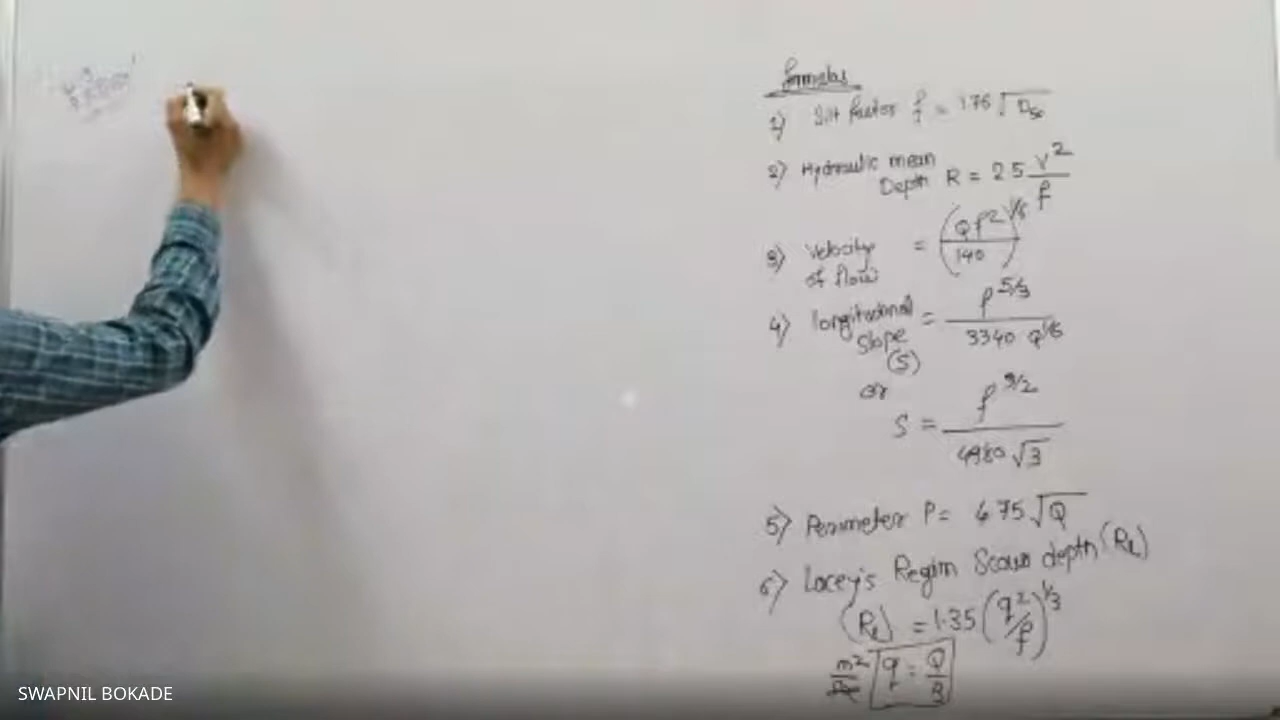 Formulas
1) Silt factor f = 1.76 √D50
2) Hydraulic mean Depth R = 2.5 V²/f
3) Velocity of flow = (Qf²/140)^1/6
4) longitudinal Slope (S) = f^5/3 / 3340 Q^1/6
or S = f^3/2 / 4980 √3
5) Perimeter P = 4.75 √Q
6) Lacey's Regim Scour depth (RL)
(RL) = 1.35 (q²/f)^1/3
q = Q/B
SWAPNIL BOKADE